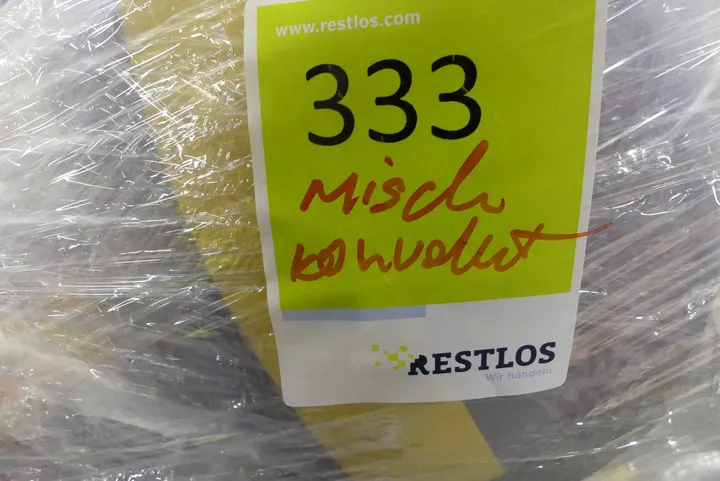 www.restlos.com
333
Misch
Konvolut
RESTLOS
Wir handeln.